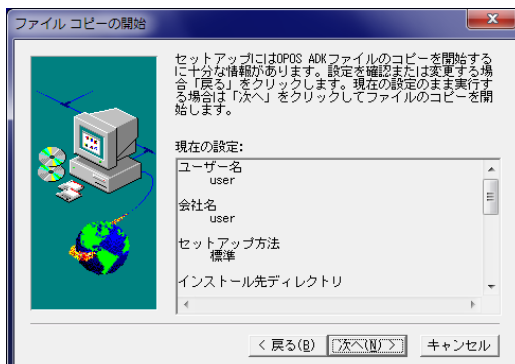 ファイル コピーの開始
セットアップにはOPOS ADKファイルのコピーを開始する
に十分な情報があります。設定を確認または変更する場
合「戻る」をクリックします。現在の設定のまま実行す
る場合は「次へ」をクリックしてファイルのコピーを開
始します。
現在の設定:
ユーザー名
user
会社名
user
セットアップ方法
標準
インストール先ディレクトリ
< 戻る(B)
次へ(N) >
キャンセル